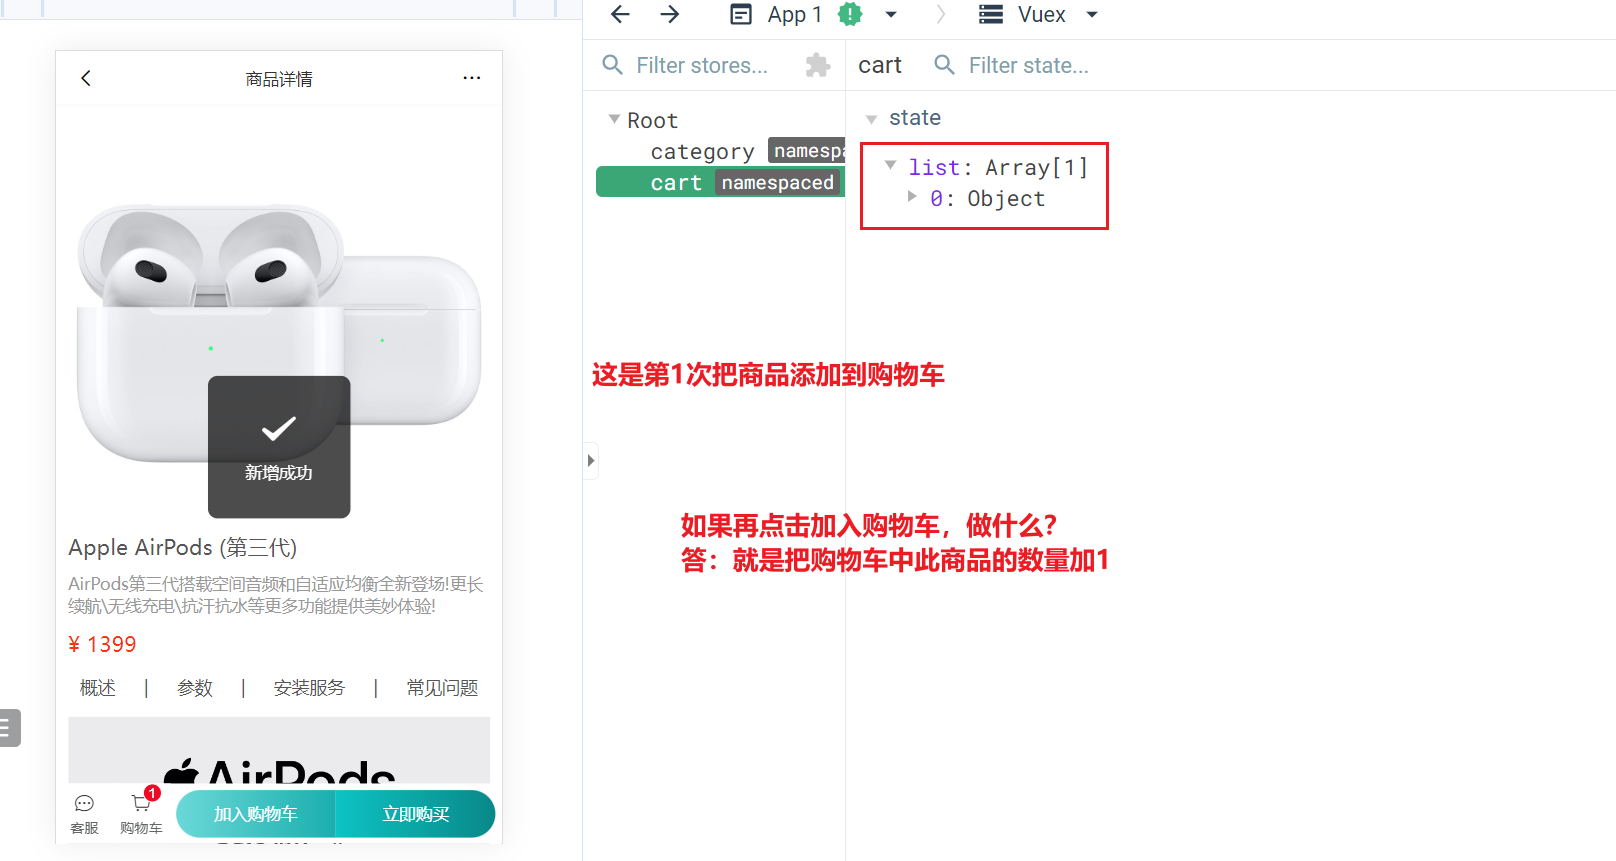 App 1
Vuex
Filter stores...
cart
Filter state...
Root
category namespa
cart namespaced
state
list: Array[1]
0: Object
这是第1次把商品添加到购物车
如果再点击加入购物车，做什么？
答：就是把购物车中此商品的数量加1
商品详情
新增成功
Apple AirPods (第三代)
AirPods第三代搭载空间音频和自适应均衡全新登场!更长
续航\无线充电\抗汗抗水等更多功能提供美妙体验!
¥ 1399
概述 | 参数 | 安装服务 | 常见问题
AirPods
1
客服 购物车 加入购物车 立即购买